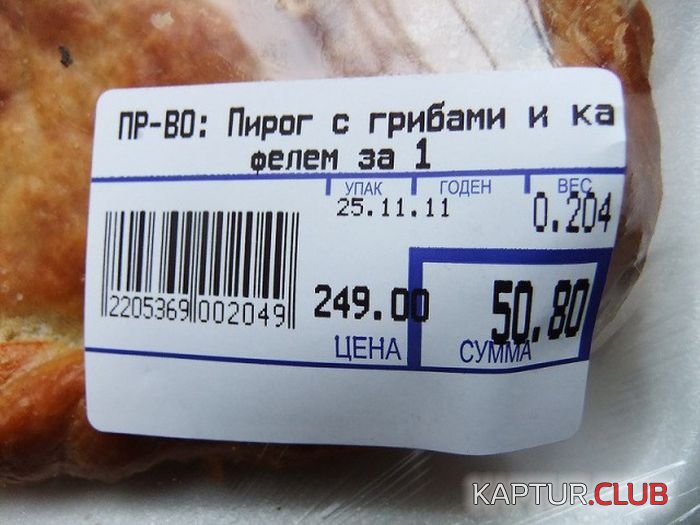 ПР-ВО: Пирог с грибами и ка
фелем за 1
УПАК ГОДЕН ВЕС
25.11.11 0.204
2205369 002049
249.00 50.80
ЦЕНА СУММА
KAPTUR.CLUB